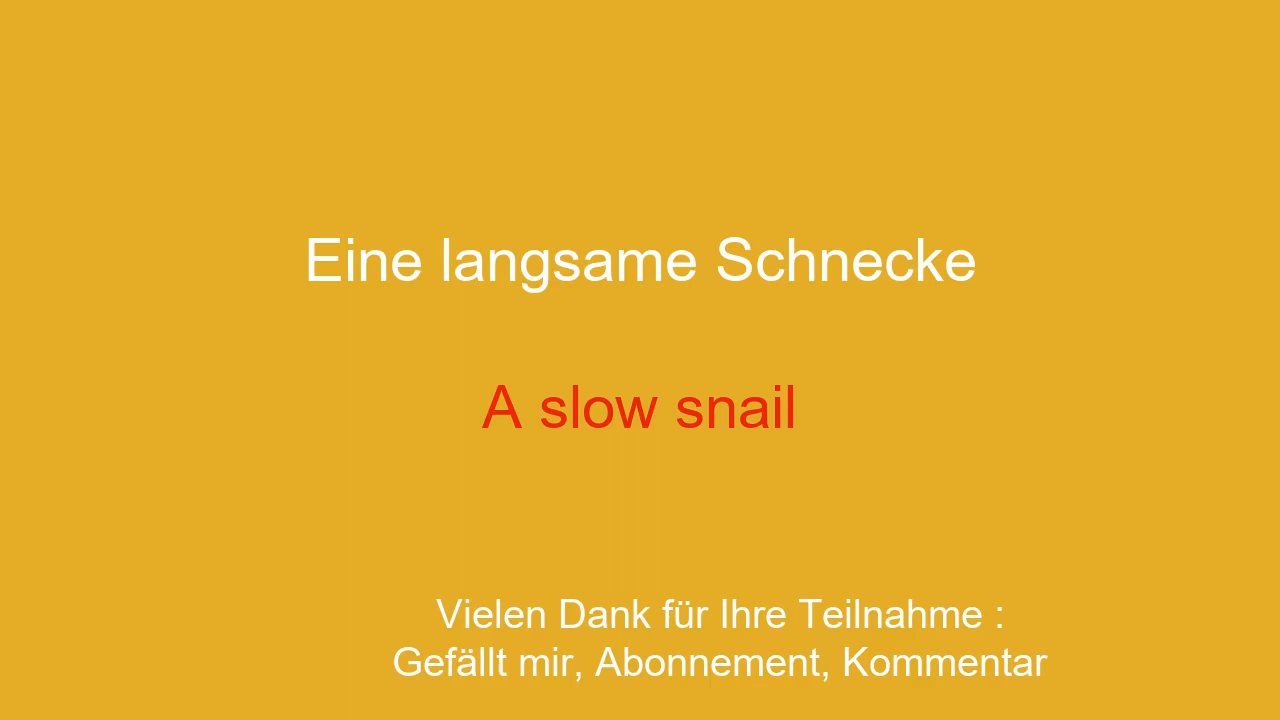 Eine langsame Schnecke
A slow snail
Vielen Dank für Ihre Teilnahme :
Gefällt mir, Abonnement, Kommentar